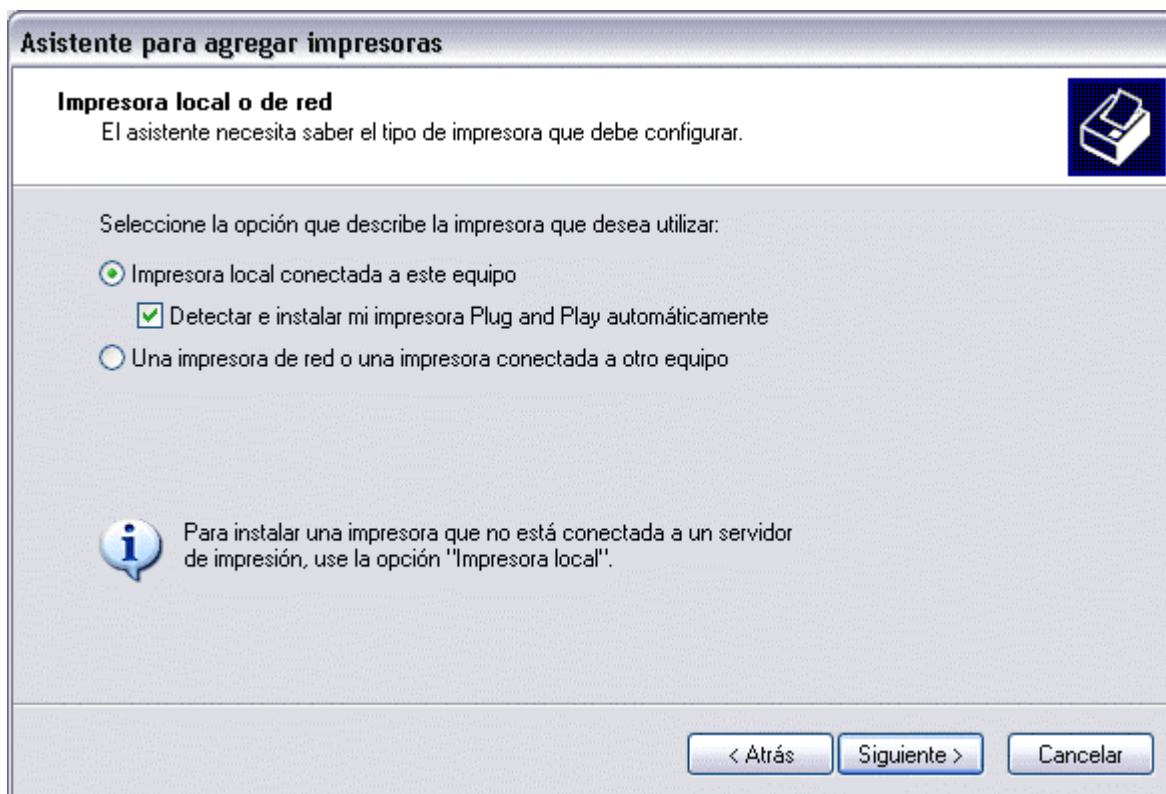 Asistente para agregar impresoras
Impresora local o de red
El asistente necesita saber el tipo de impresora que debe configurar.
Seleccione la opción que describe la impresora que desea utilizar:
Impresora local conectada a este equipo
Detectar e instalar mi impresora Plug and Play automáticamente
Una impresora de red o una impresora conectada a otro equipo
Para instalar una impresora que no está conectada a un servidor
de impresión, use la opción "Impresora local".
< Atrás
Siguiente >
Cancelar